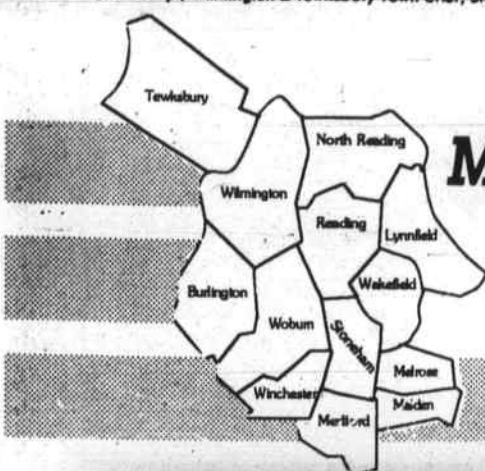 Tewksbury
North Reading
M
Wilmington
Reading
Lynnfield
Wakefield
Burlington
Woburn
Stoneham
Melrose
Winchester
Malden
Medford